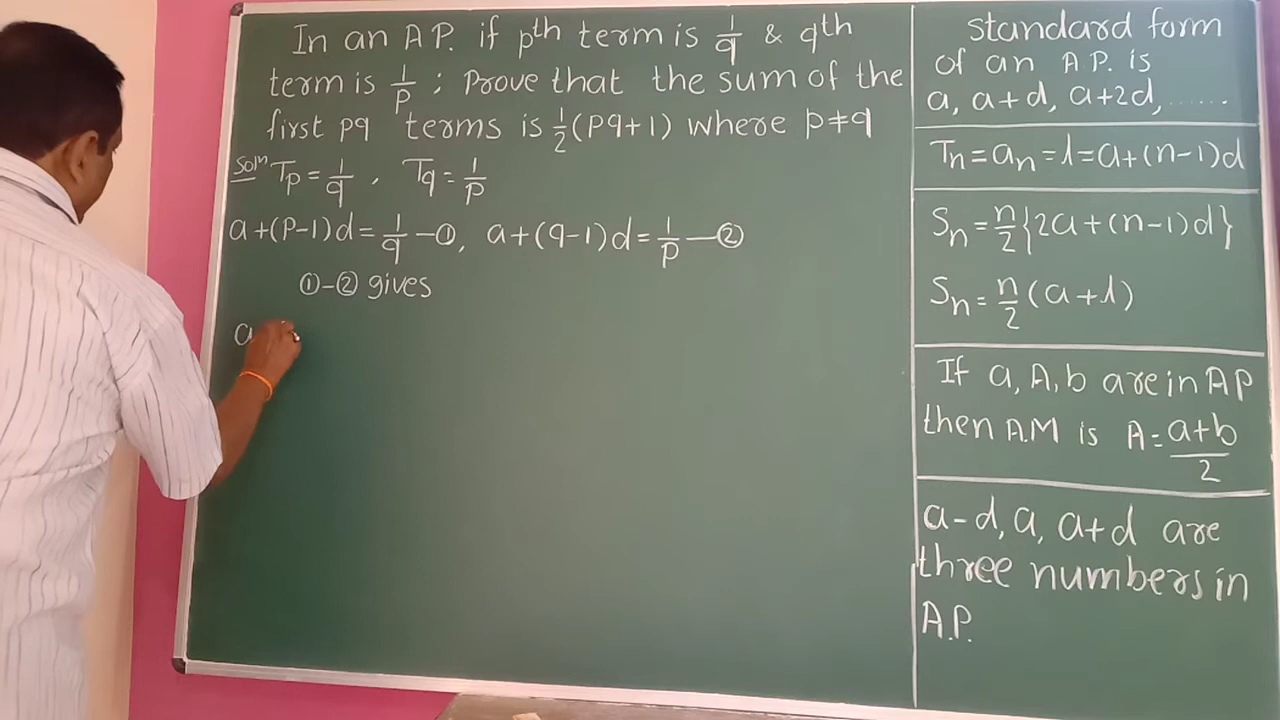 In an A.P. if pth term is 1/q & qth
term is 1/p ; Prove that the sum of the
first pq terms is 1/2(pq+1) where p≠q
Soln Tp = 1/q , Tq = 1/p
a+(p-1)d = 1/q —①, a+(q-1)d = 1/p —②
①-② gives
a
standard form
of an A.P. is
a, a+d, a+2d, ......
Tn = an = l = a+(n-1)d
Sn = n/2 {2a+(n-1)d}
Sn = n/2 (a+l)
If a, A, b are in AP
then A.M is A = a+b/2
a-d, a, a+d are
three numbers in
A.P.